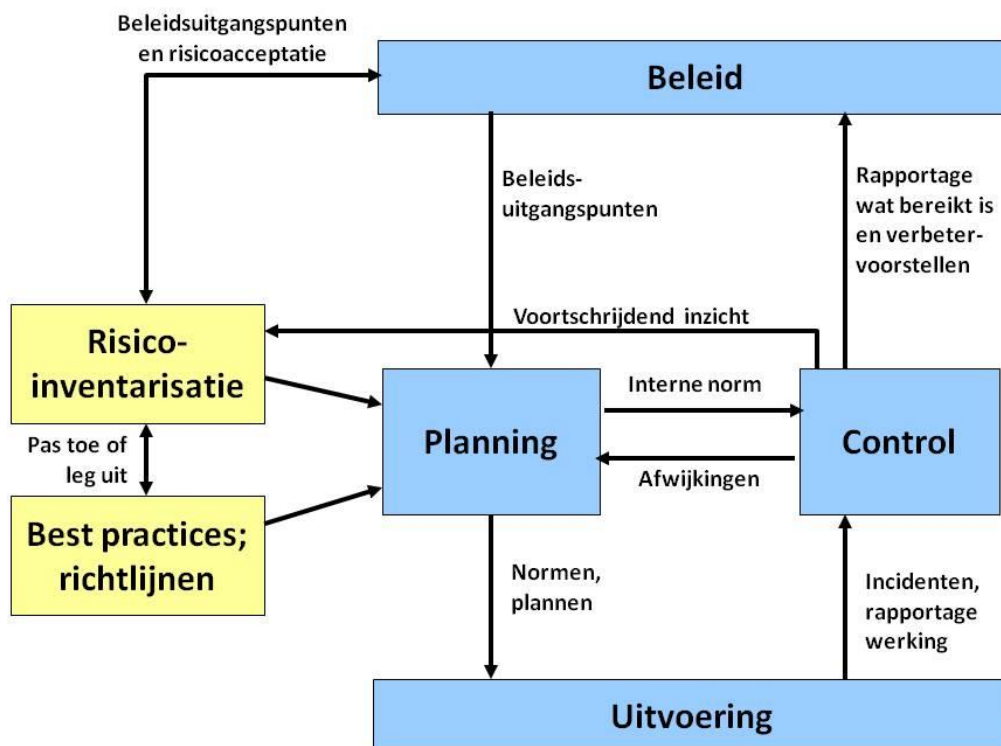 Beleidsuitgangspunten
en risicoacceptatie
Beleid
Beleids-
uitgangspunten
Rapportage
wat bereikt is
en verbeter-
voorstellen
Voortschrijdend inzicht
Risico-
inventarisatie
Interne norm
Planning
Control
Pas toe of
leg uit
Afwijkingen
Best practices;
richtlijnen
Normen,
plannen
Incidenten,
rapportage
werking
Uitvoering